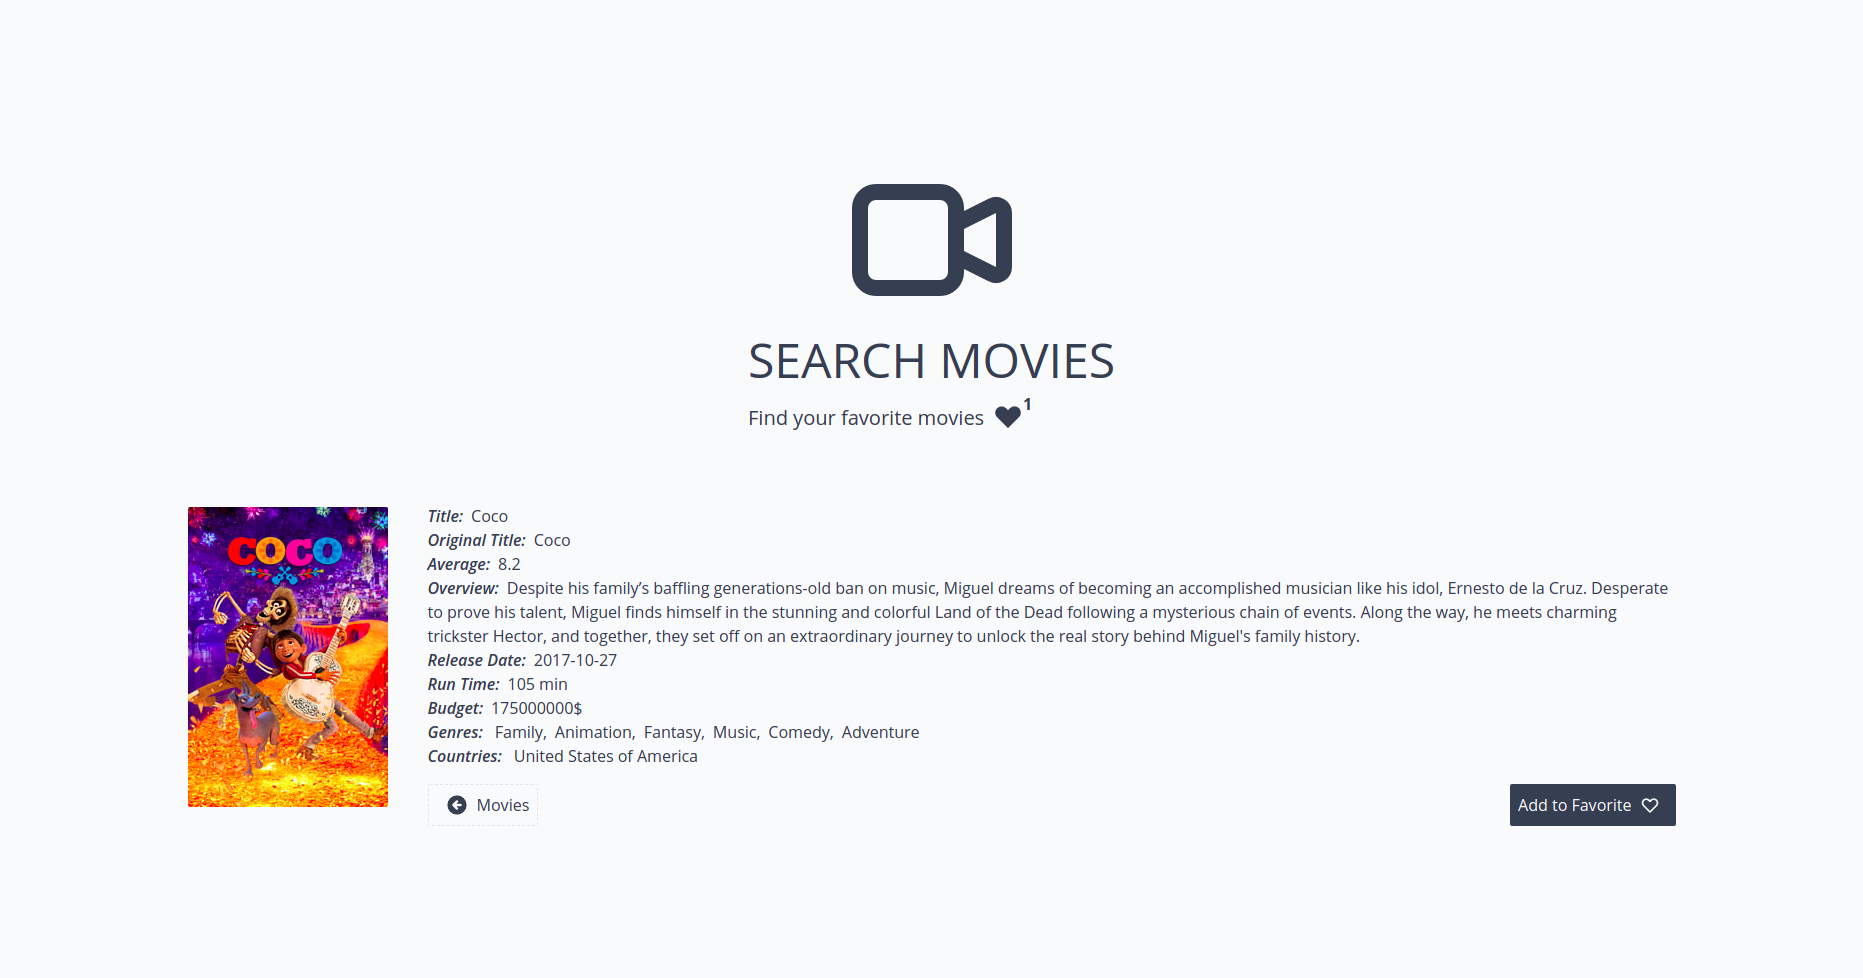 SEARCH MOVIES
Find your favorite movies 1
COCO
Title: Coco
Original Title: Coco
Average: 8.2
Overview: Despite his family’s baffling generations-old ban on music, Miguel dreams of becoming an accomplished musician like his idol, Ernesto de la Cruz. Desperate
to prove his talent, Miguel finds himself in the stunning and colorful Land of the Dead following a mysterious chain of events. Along the way, he meets charming
trickster Hector, and together, they set off on an extraordinary journey to unlock the real story behind Miguel's family history.
Release Date: 2017-10-27
Run Time: 105 min
Budget: 175000000$
Genres: Family, Animation, Fantasy, Music, Comedy, Adventure
Countries: United States of America
Movies
Add to Favorite